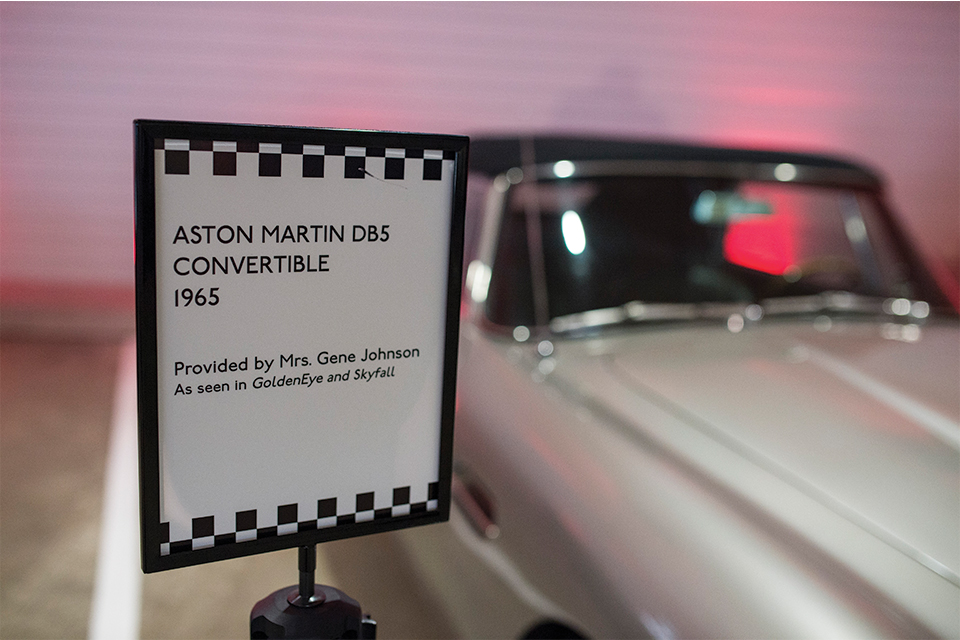 ASTON MARTIN DB5
CONVERTIBLE
1965
Provided by Mrs. Gene Johnson
As seen in GoldenEye and Skyfall